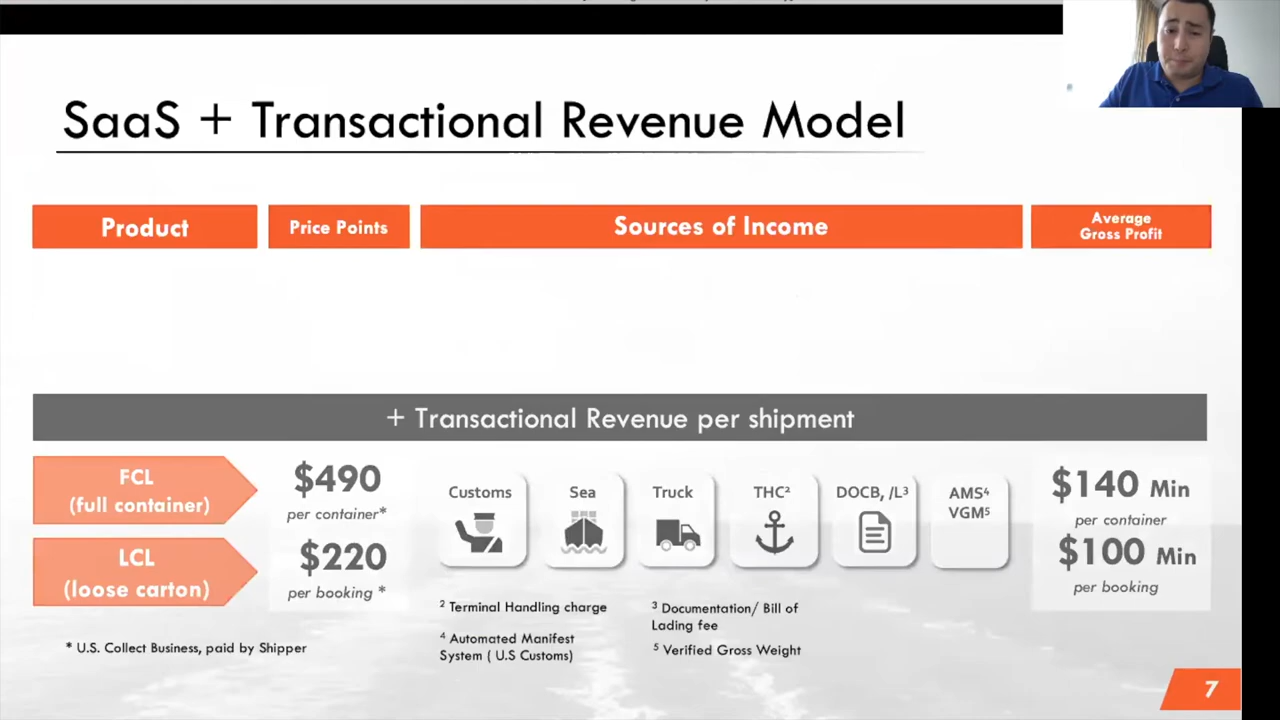 SaaS + Transactional Revenue Model
Product
Price Points
Sources of Income
Average
Gross Profit
+ Transactional Revenue per shipment
FCL
(full container)
$490
per container*
Customs
Sea
Truck
THC²
DOCB, /L³
AMS⁴
VGM⁵
$140 Min
per container
LCL
(loose carton)
$220
per booking *
$100 Min
per booking
² Terminal Handling charge
³ Documentation/ Bill of
Lading fee
⁴ Automated Manifest
System ( U.S Customs)
⁵ Verified Gross Weight
* U.S. Collect Business, paid by Shipper
7